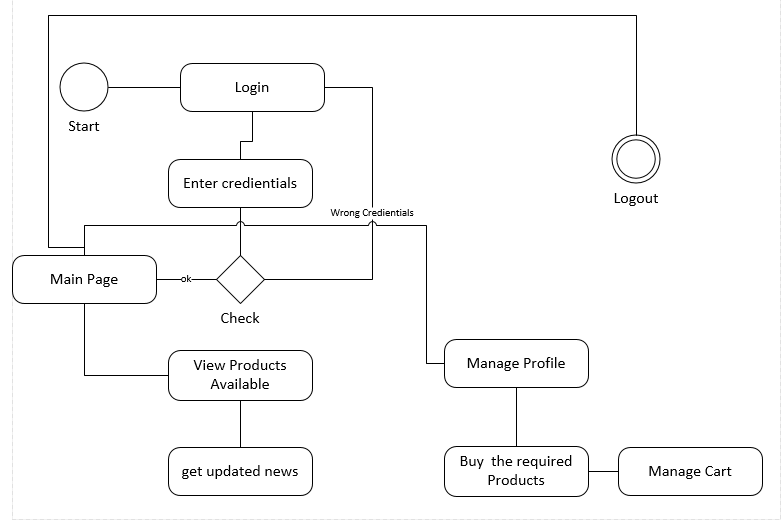 Login
Start
Enter credientials
Logout
Wrong Credentials
Main Page
ok
Check
View Products
Available
Manage Profile
get updated news
Buy  the required
Products
Manage Cart